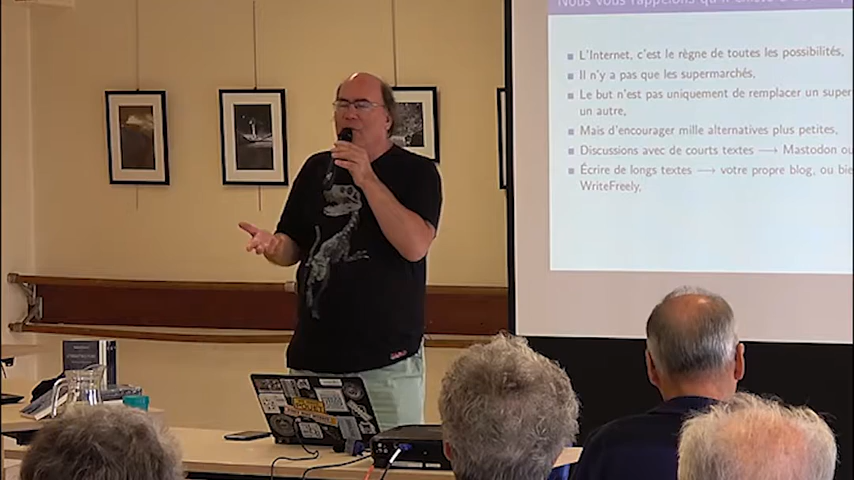 Nous vous rappelons qu'il existe
L'Internet, c'est le règne de toutes les possibilités,
Il n'y a pas que les supermarchés,
Le but n'est pas uniquement de remplacer un
un autre,
Mais d'encourager mille alternatives plus petites,
Discussions avec de courts textes ⟶ Mastodon ou
Écrire de longs textes ⟶ votre propre blog, ou
WriteFreely.